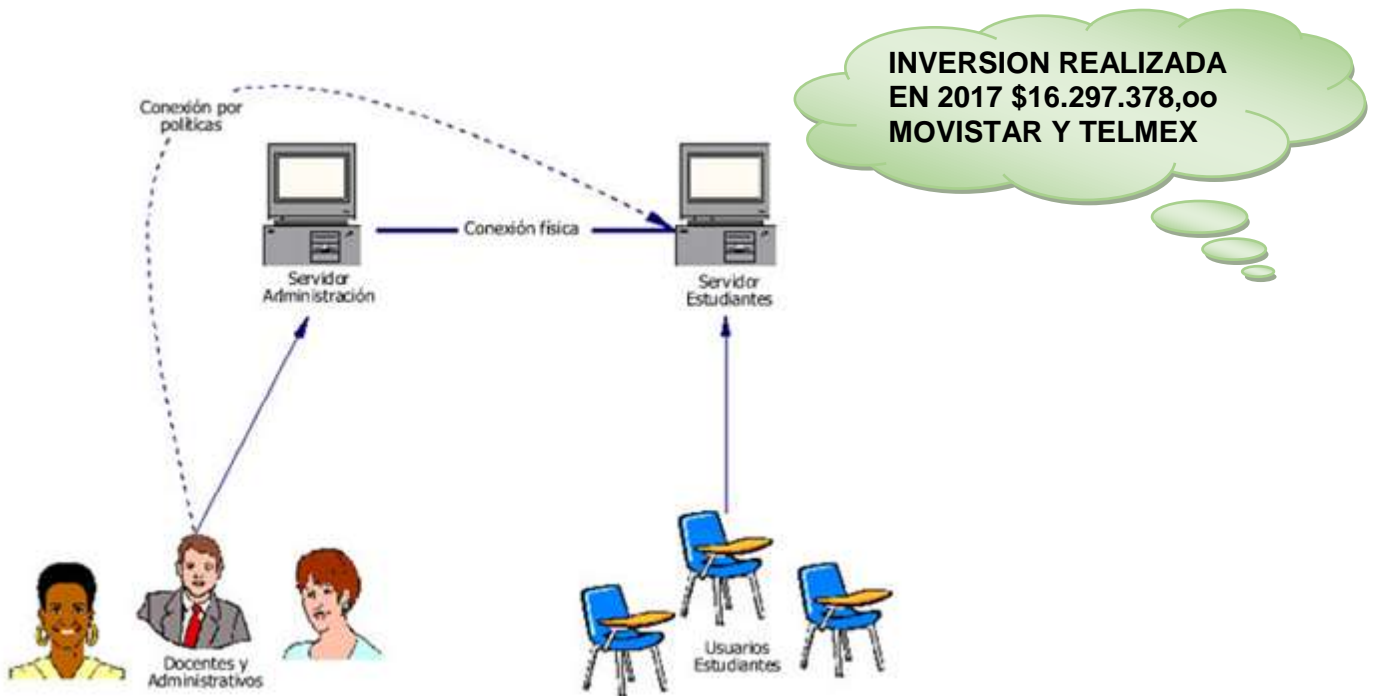 INVERSION REALIZADA
EN 2017 $16.297.378,oo
MOVISTAR Y TELMEX
Conexión por
políticas
Conexión física
Servidor
Administración
Servidor
Estudiantes
Docentes y
Administrativos
Usuarios
Estudiantes